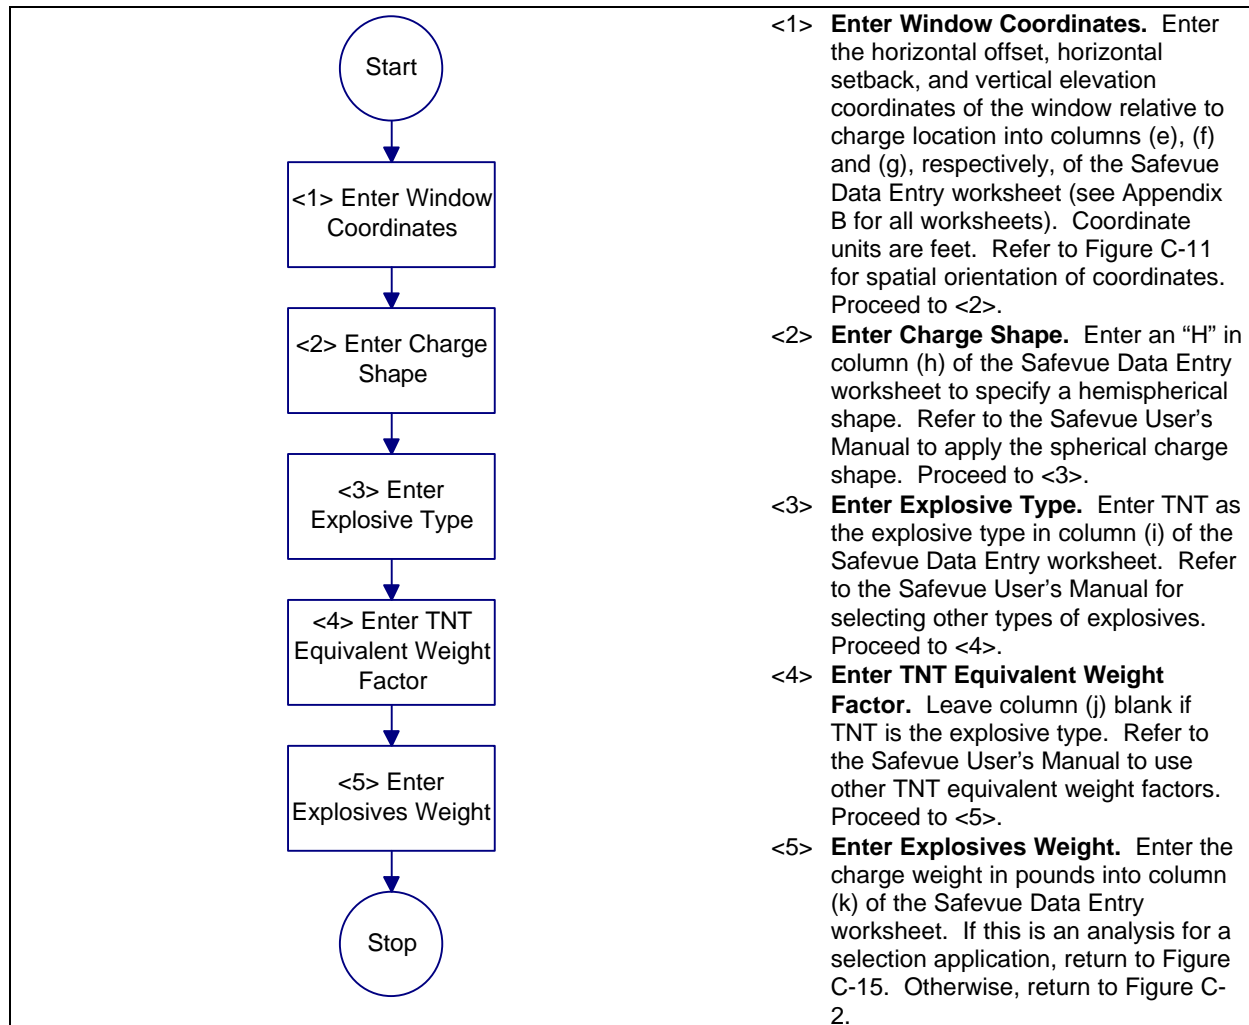 Start
<1> Enter Window
Coordinates
<2> Enter Charge
Shape
<3> Enter
Explosive Type
<4> Enter TNT
Equivalent Weight
Factor
<5> Enter
Explosives Weight
Stop
<1> Enter Window Coordinates. Enter
the horizontal offset, horizontal
setback, and vertical elevation
coordinates of the window relative to
charge location into columns (e), (f)
and (g), respectively, of the Safevue
Data Entry worksheet (see Appendix
B for all worksheets). Coordinate
units are feet. Refer to Figure C-11
for spatial orientation of coordinates.
Proceed to <2>.
<2> Enter Charge Shape. Enter an “H” in
column (h) of the Safevue Data Entry
worksheet to specify a hemispherical
shape. Refer to the Safevue User’s
Manual to apply the spherical charge
shape. Proceed to <3>.
<3> Enter Explosive Type. Enter TNT as
the explosive type in column (i) of the
Safevue Data Entry worksheet. Refer
to the Safevue User’s Manual for
selecting other types of explosives.
Proceed to <4>.
<4> Enter TNT Equivalent Weight
Factor. Leave column (j) blank if
TNT is the explosive type. Refer to
the Safevue User’s Manual to use
other TNT equivalent weight factors.
Proceed to <5>.
<5> Enter Explosives Weight. Enter the
charge weight in pounds into column
(k) of the Safevue Data Entry
worksheet. If this is an analysis for a
selection application, return to Figure
C-15. Otherwise, return to Figure C-
2.